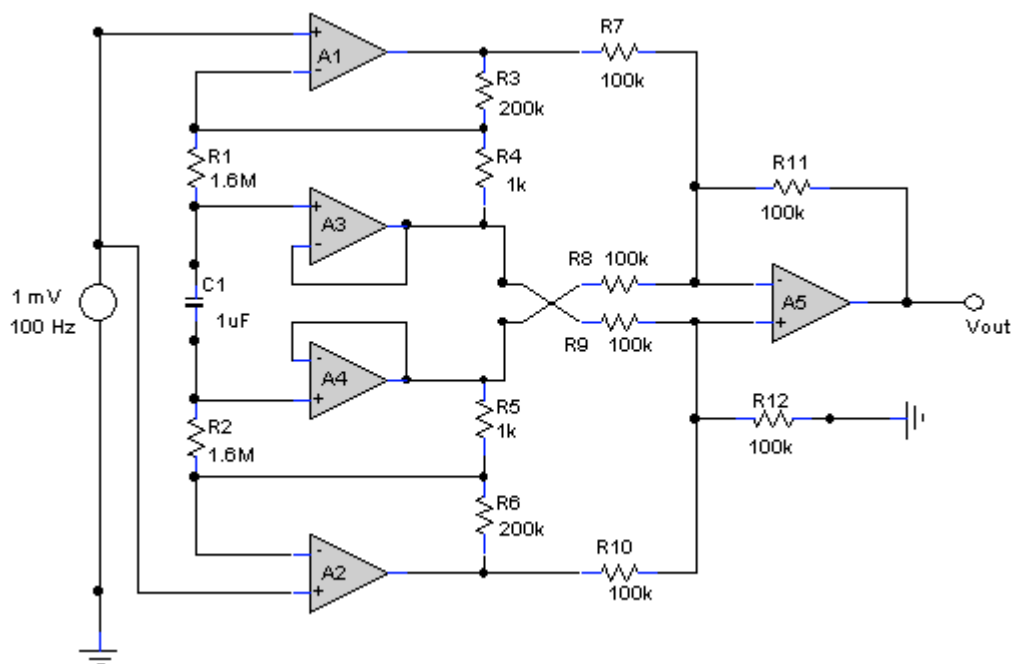 R7
100k
+
A1
-
R3
200k
R1
1.6M
R4
1k
R11
100k
+
A3
-
R8 100k
C1
1uF
1 mV
100 Hz
-
A5
+
Vout
R9
100k
-
A4
+
R5
1k
R12
100k
R2
1.6M
R6
200k
-
A2
+
R10
100k